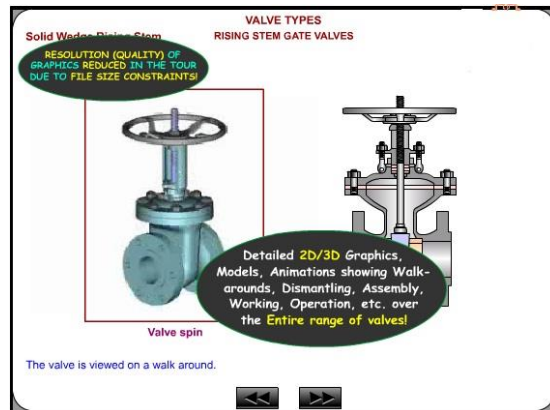 VALVE TYPES
Solid Wedge Rising Stem
RISING STEM GATE VALVES
RESOLUTION (QUALITY) OF
GRAPHICS REDUCED IN THE TOUR
DUE TO FILE SIZE CONSTRAINTS!
Detailed 2D/3D Graphics,
Models, Animations showing Walk-
arounds, Dismantling, Assembly,
Working, Operation, etc. over
the Entire range of valves!
Valve spin
The valve is viewed on a walk around.